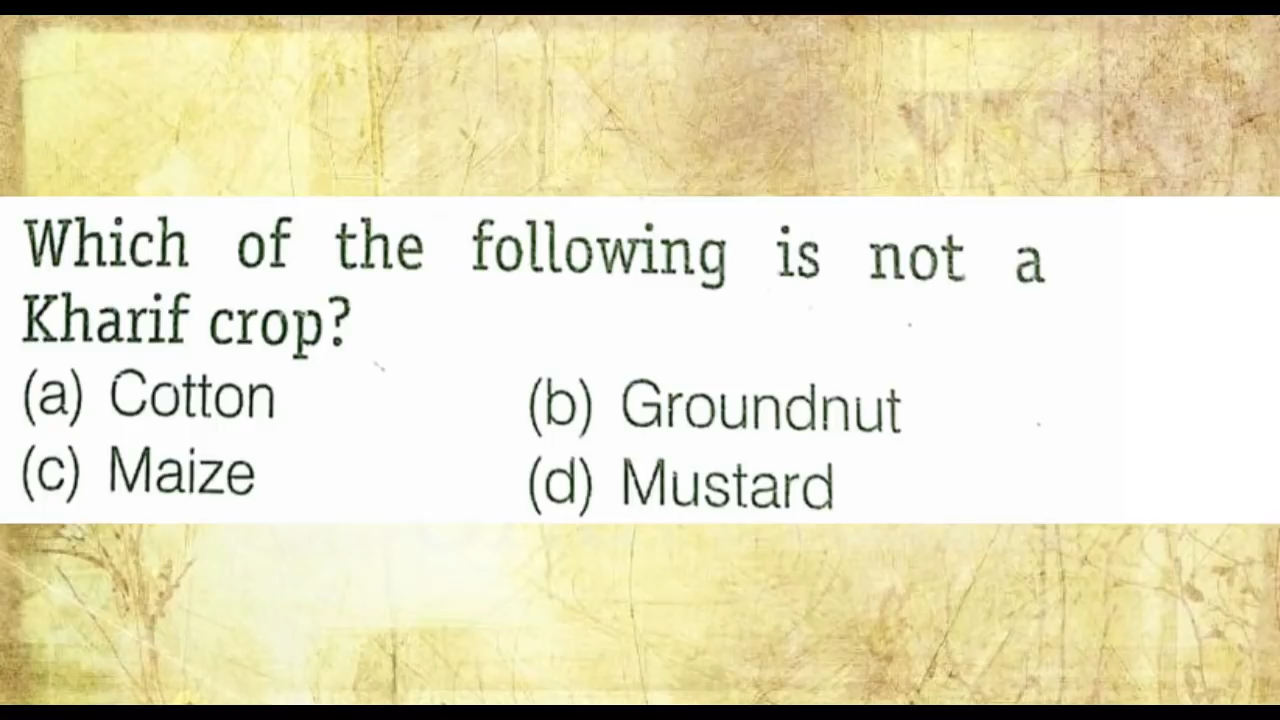 Which of the following is not a
Kharif crop?
(a) Cotton (b) Groundnut
(c) Maize (d) Mustard